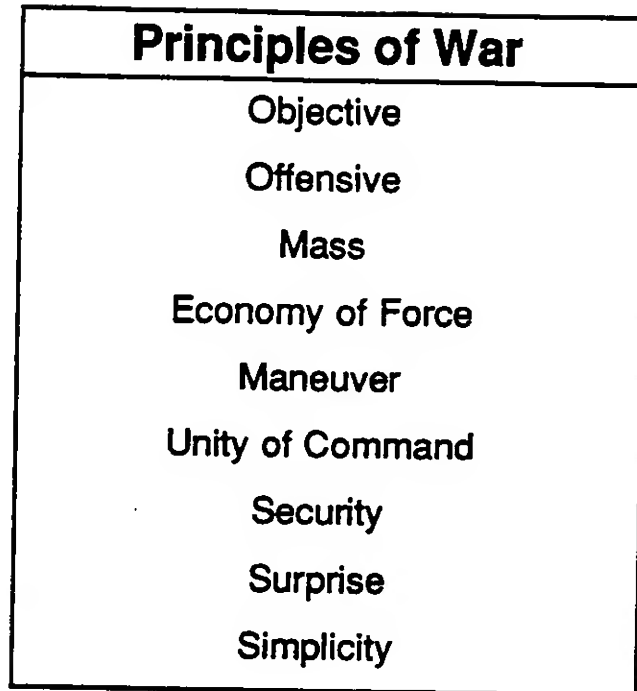 Principles of War
Objective
Offensive
Mass
Economy of Force
Maneuver
Unity of Command
Security
Surprise
Simplicity